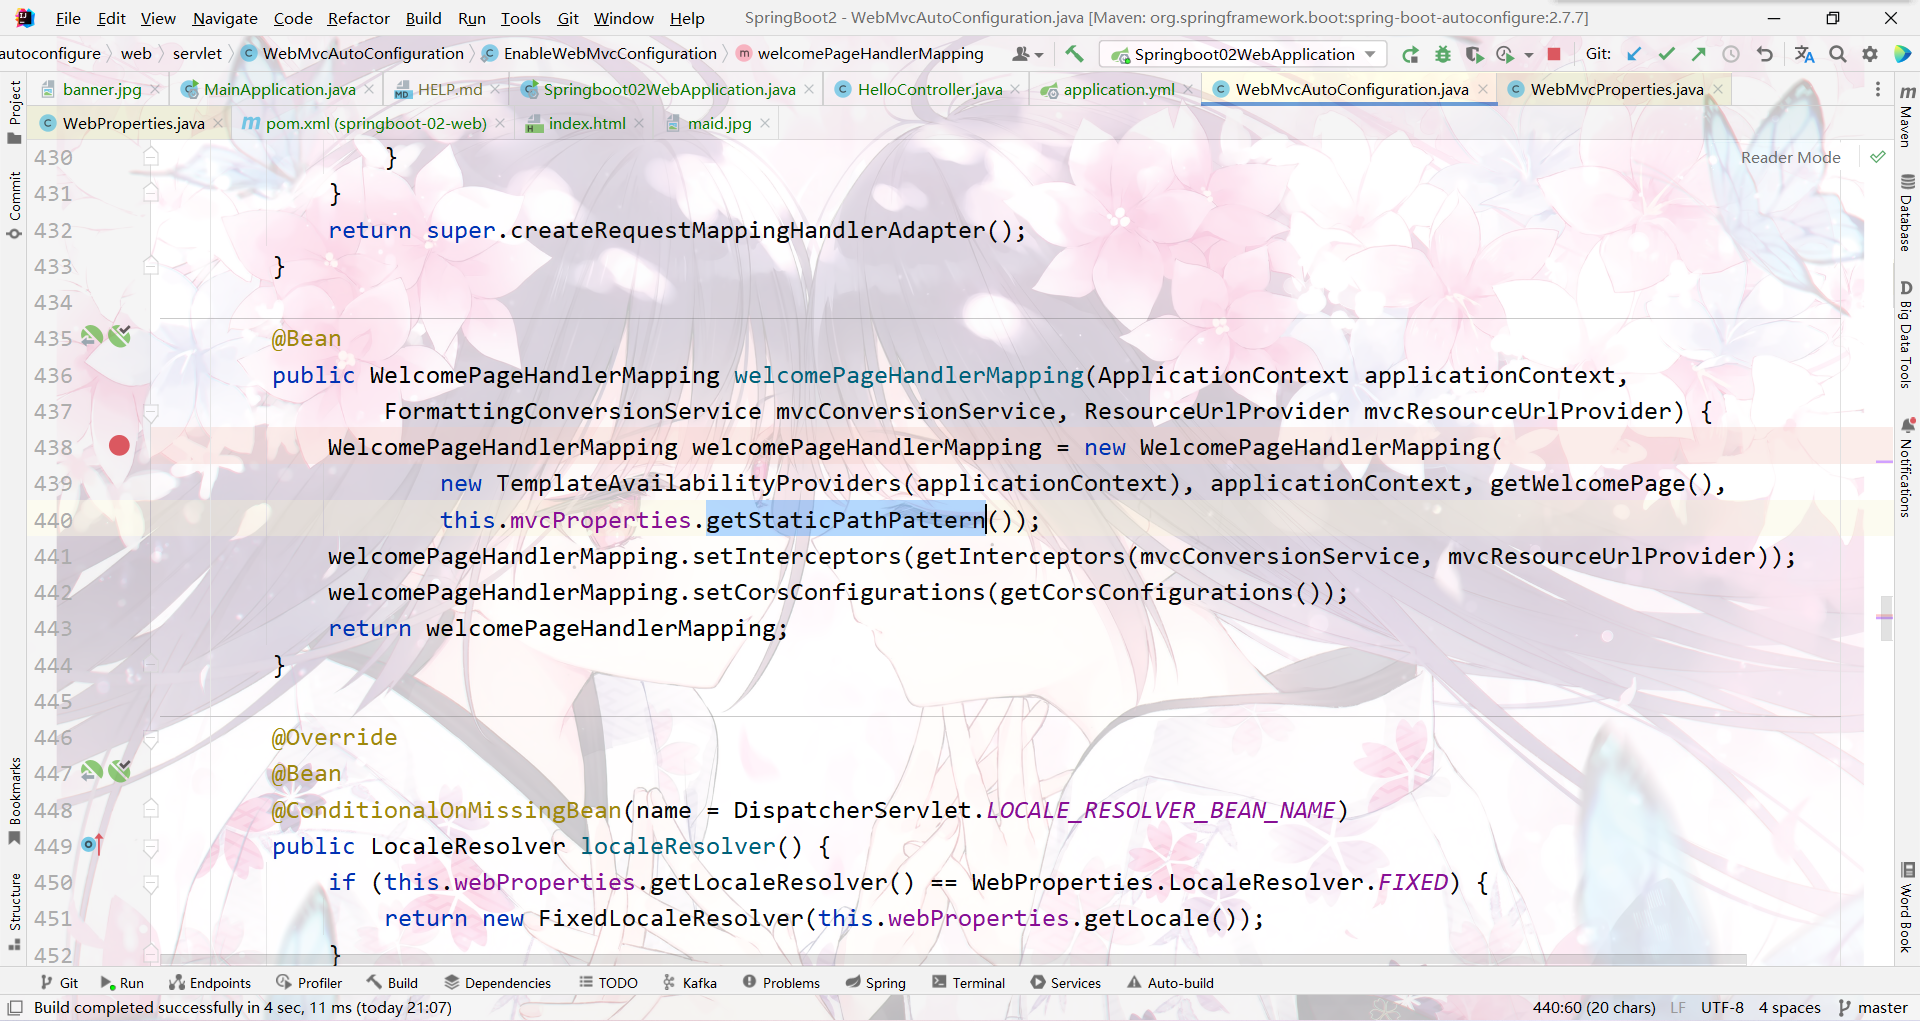 File Edit View Navigate Code Refactor Build Run Tools Git Window Help SpringBoot2 - WebMvcAutoConfiguration.java [Maven: org.springframework.boot:spring-boot-autoconfigure:2.7.7]
autoconfigure web servlet WebMvcAutoConfiguration EnableWebMvcConfiguration welcomePageHandlerMapping Springboot02WebApplication Git:
banner.jpg MainApplication.java HELP.md Springboot02WebApplication.java HelloController.java application.yml WebMvcAutoConfiguration.java WebMvcProperties.java
WebProperties.java pom.xml (springboot-02-web) index.html maid.jpg
Reader Mode
430 }
431 }
432 return super.createRequestMappingHandlerAdapter();
433 }
434
435 @Bean
436 public WelcomePageHandlerMapping welcomePageHandlerMapping(ApplicationContext applicationContext,
437 FormattingConversionService mvcConversionService, ResourceUrlProvider mvcResourceUrlProvider) {
438 WelcomePageHandlerMapping welcomePageHandlerMapping = new WelcomePageHandlerMapping(
439 new TemplateAvailabilityProviders(applicationContext), applicationContext, getWelcomePage(),
440 this.mvcProperties.getStaticPathPattern());
441 welcomePageHandlerMapping.setInterceptors(getInterceptors(mvcConversionService, mvcResourceUrlProvider));
442 welcomePageHandlerMapping.setCorsConfigurations(getCorsConfigurations());
443 return welcomePageHandlerMapping;
444 }
445
446 @Override
447 @Bean
448 @ConditionalOnMissingBean(name = DispatcherServlet.LOCALE_RESOLVER_BEAN_NAME)
449 public LocaleResolver localeResolver() {
450 if (this.webProperties.getLocaleResolver() == WebProperties.LocaleResolver.FIXED) {
451 return new FixedLocaleResolver(this.webProperties.getLocale());
452 }
Project
Commit
Bookmarks
Structure
Maven
Database
Big Data Tools
Notifications
Word Book
Git Run Endpoints Profiler Build Dependencies TODO Kafka Problems Spring Terminal Services Auto-build
Build completed successfully in 4 sec, 11 ms (today 21:07) 440:60 (20 chars) LF UTF-8 4 spaces master